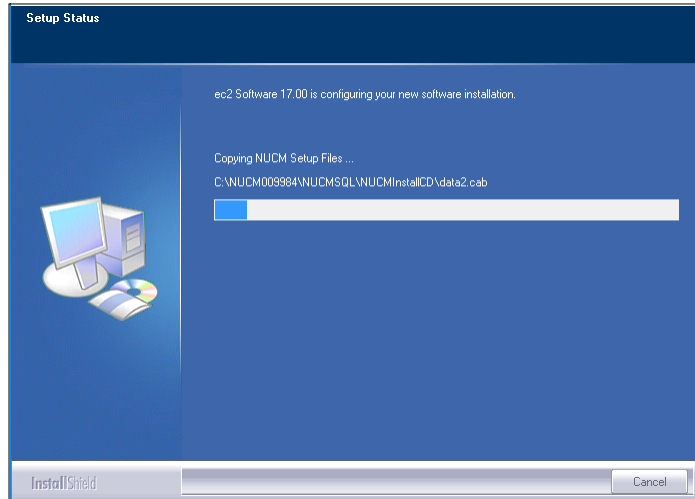 Setup Status
ec2 Software 17.00 is configuring your new software installation.
Copying NUCM Setup Files ...
C:\NUCM009984\NUCMSQL\NUCMInstallCD\data2.cab
InstallShield
Cancel